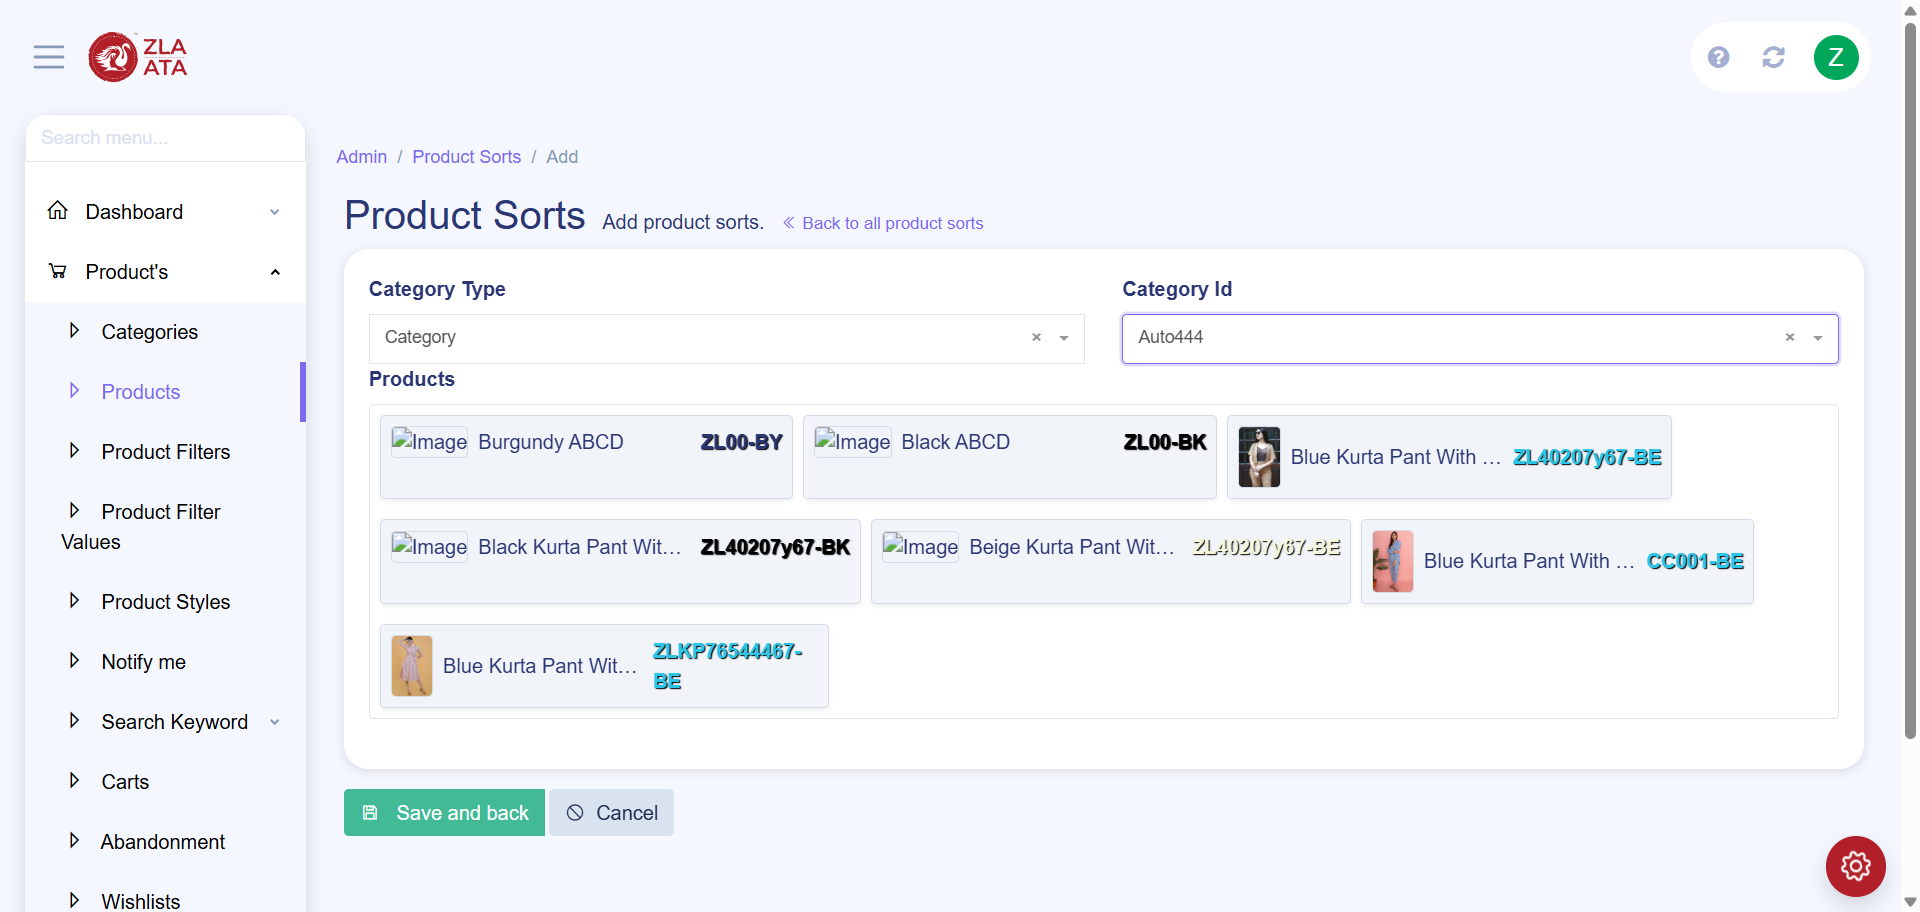 ZLA
ATA
Z
Search menu...
Dashboard
Product's
Categories
Products
Product Filters
Product Filter
Values
Product Styles
Notify me
Search Keyword
Carts
Abandonment
Wishlists
Admin / Product Sorts / Add
Product Sorts Add product sorts. « Back to all product sorts
Category Type
Category × 
Category Id
Auto444 ×
Products
Image Burgundy ABCD ZL00-BY
Image Black ABCD ZL00-BK
Blue Kurta Pant With ... ZL40207y67-BE
Image Black Kurta Pant Wit... ZL40207y67-BK
Image Beige Kurta Pant Wit... ZL40207y67-BE
Blue Kurta Pant With ... CC001-BE
Blue Kurta Pant Wit... ZLKP76544467-
BE
Save and back
Cancel